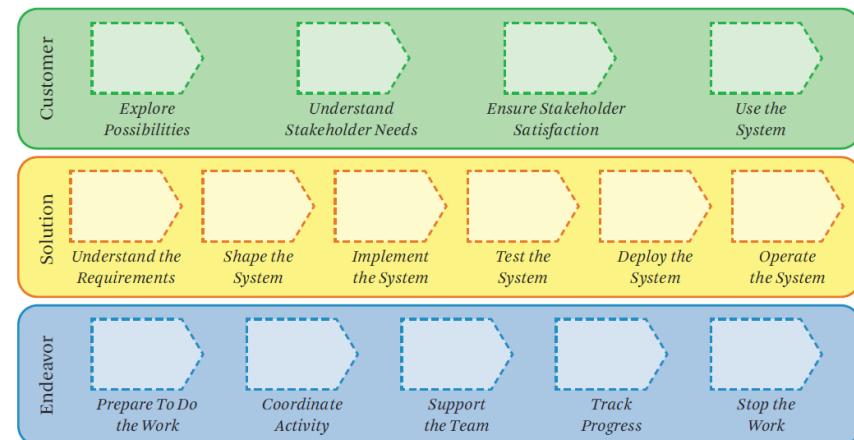 Customer
Explore
Possibilities
Understand
Stakeholder Needs
Ensure Stakeholder
Satisfaction
Use the
System
Solution
Understand the
Requirements
Shape the
System
Implement
the System
Test the
System
Deploy the
System
Operate
the System
Endeavor
Prepare To Do
the Work
Coordinate
Activity
Support
the Team
Track
Progress
Stop the
Work